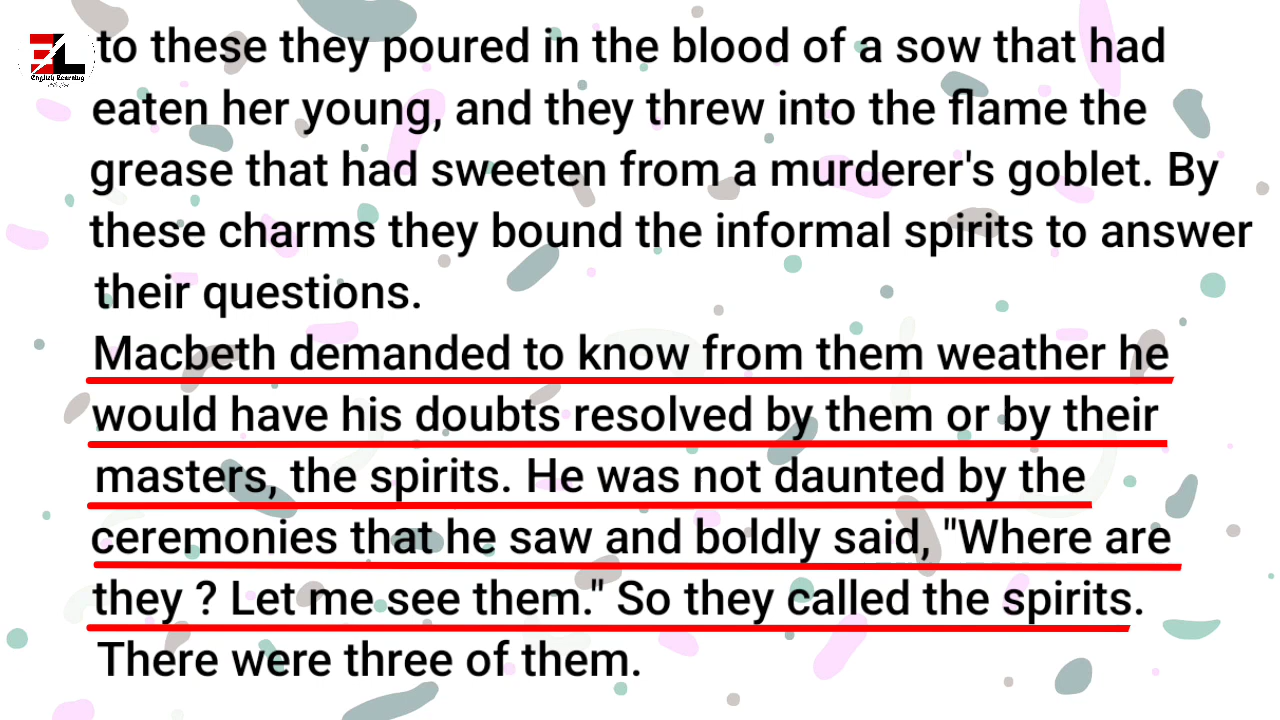 EL
English Learning
to these they poured in the blood of a sow that had
eaten her young, and they threw into the flame the
grease that had sweeten from a murderer's goblet. By
these charms they bound the informal spirits to answer
their questions.
Macbeth demanded to know from them weather he
would have his doubts resolved by them or by their
masters, the spirits. He was not daunted by the
ceremonies that he saw and boldly said, "Where are
they ? Let me see them." So they called the spirits.
There were three of them.